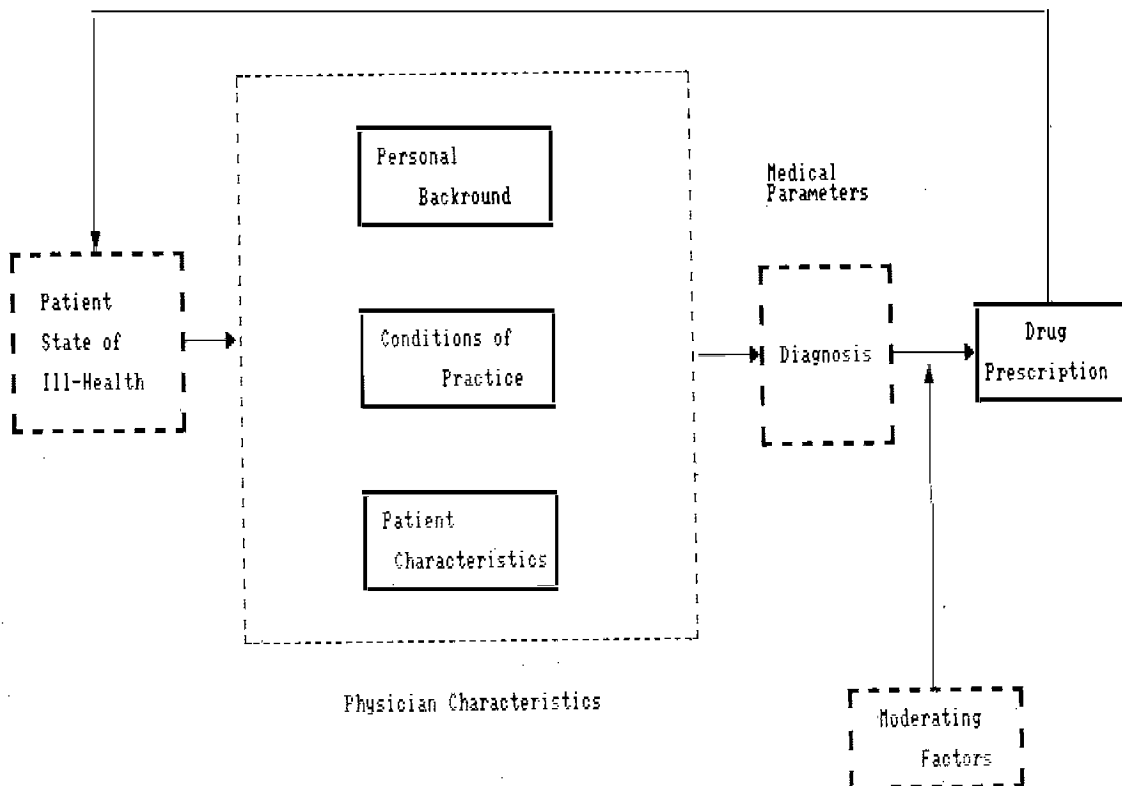 Personal
Backround
Medical
Parameters
Patient
State of
Ill-Health
Conditions of
Practice
Diagnosis
Drug
Prescription
Patient
Characteristics
Physician Characteristics
Moderating
Factors